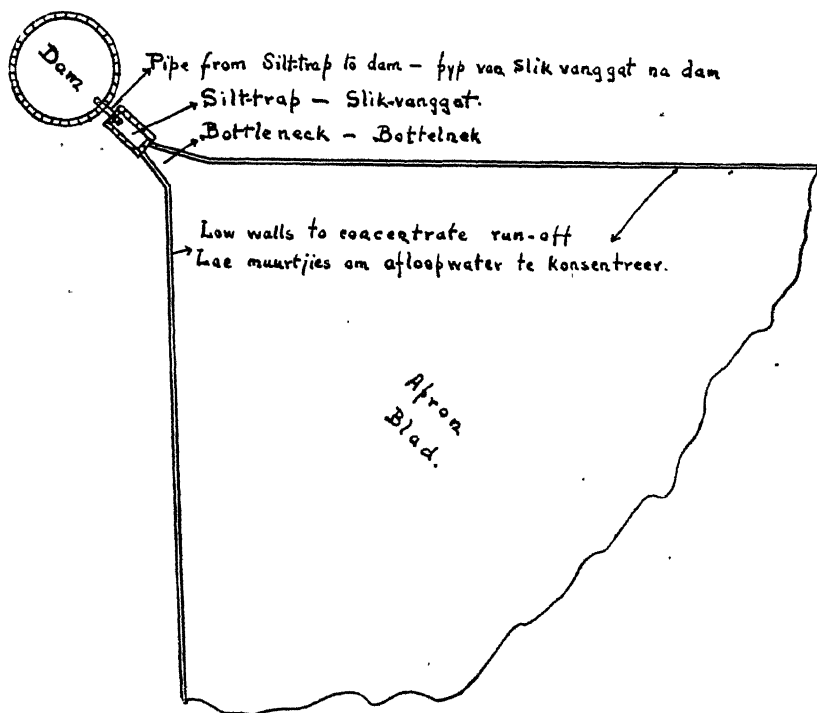 Dam
Pipe from Silt-trap to dam – pyp van Slik vanggat na dam
Silt-trap – Slik-vanggat.
Bottleneck – Bottelnek
Low walls to concentrate run-off
Lae muurtjies om afloopwater te konsentreer.
Apron
Blad.